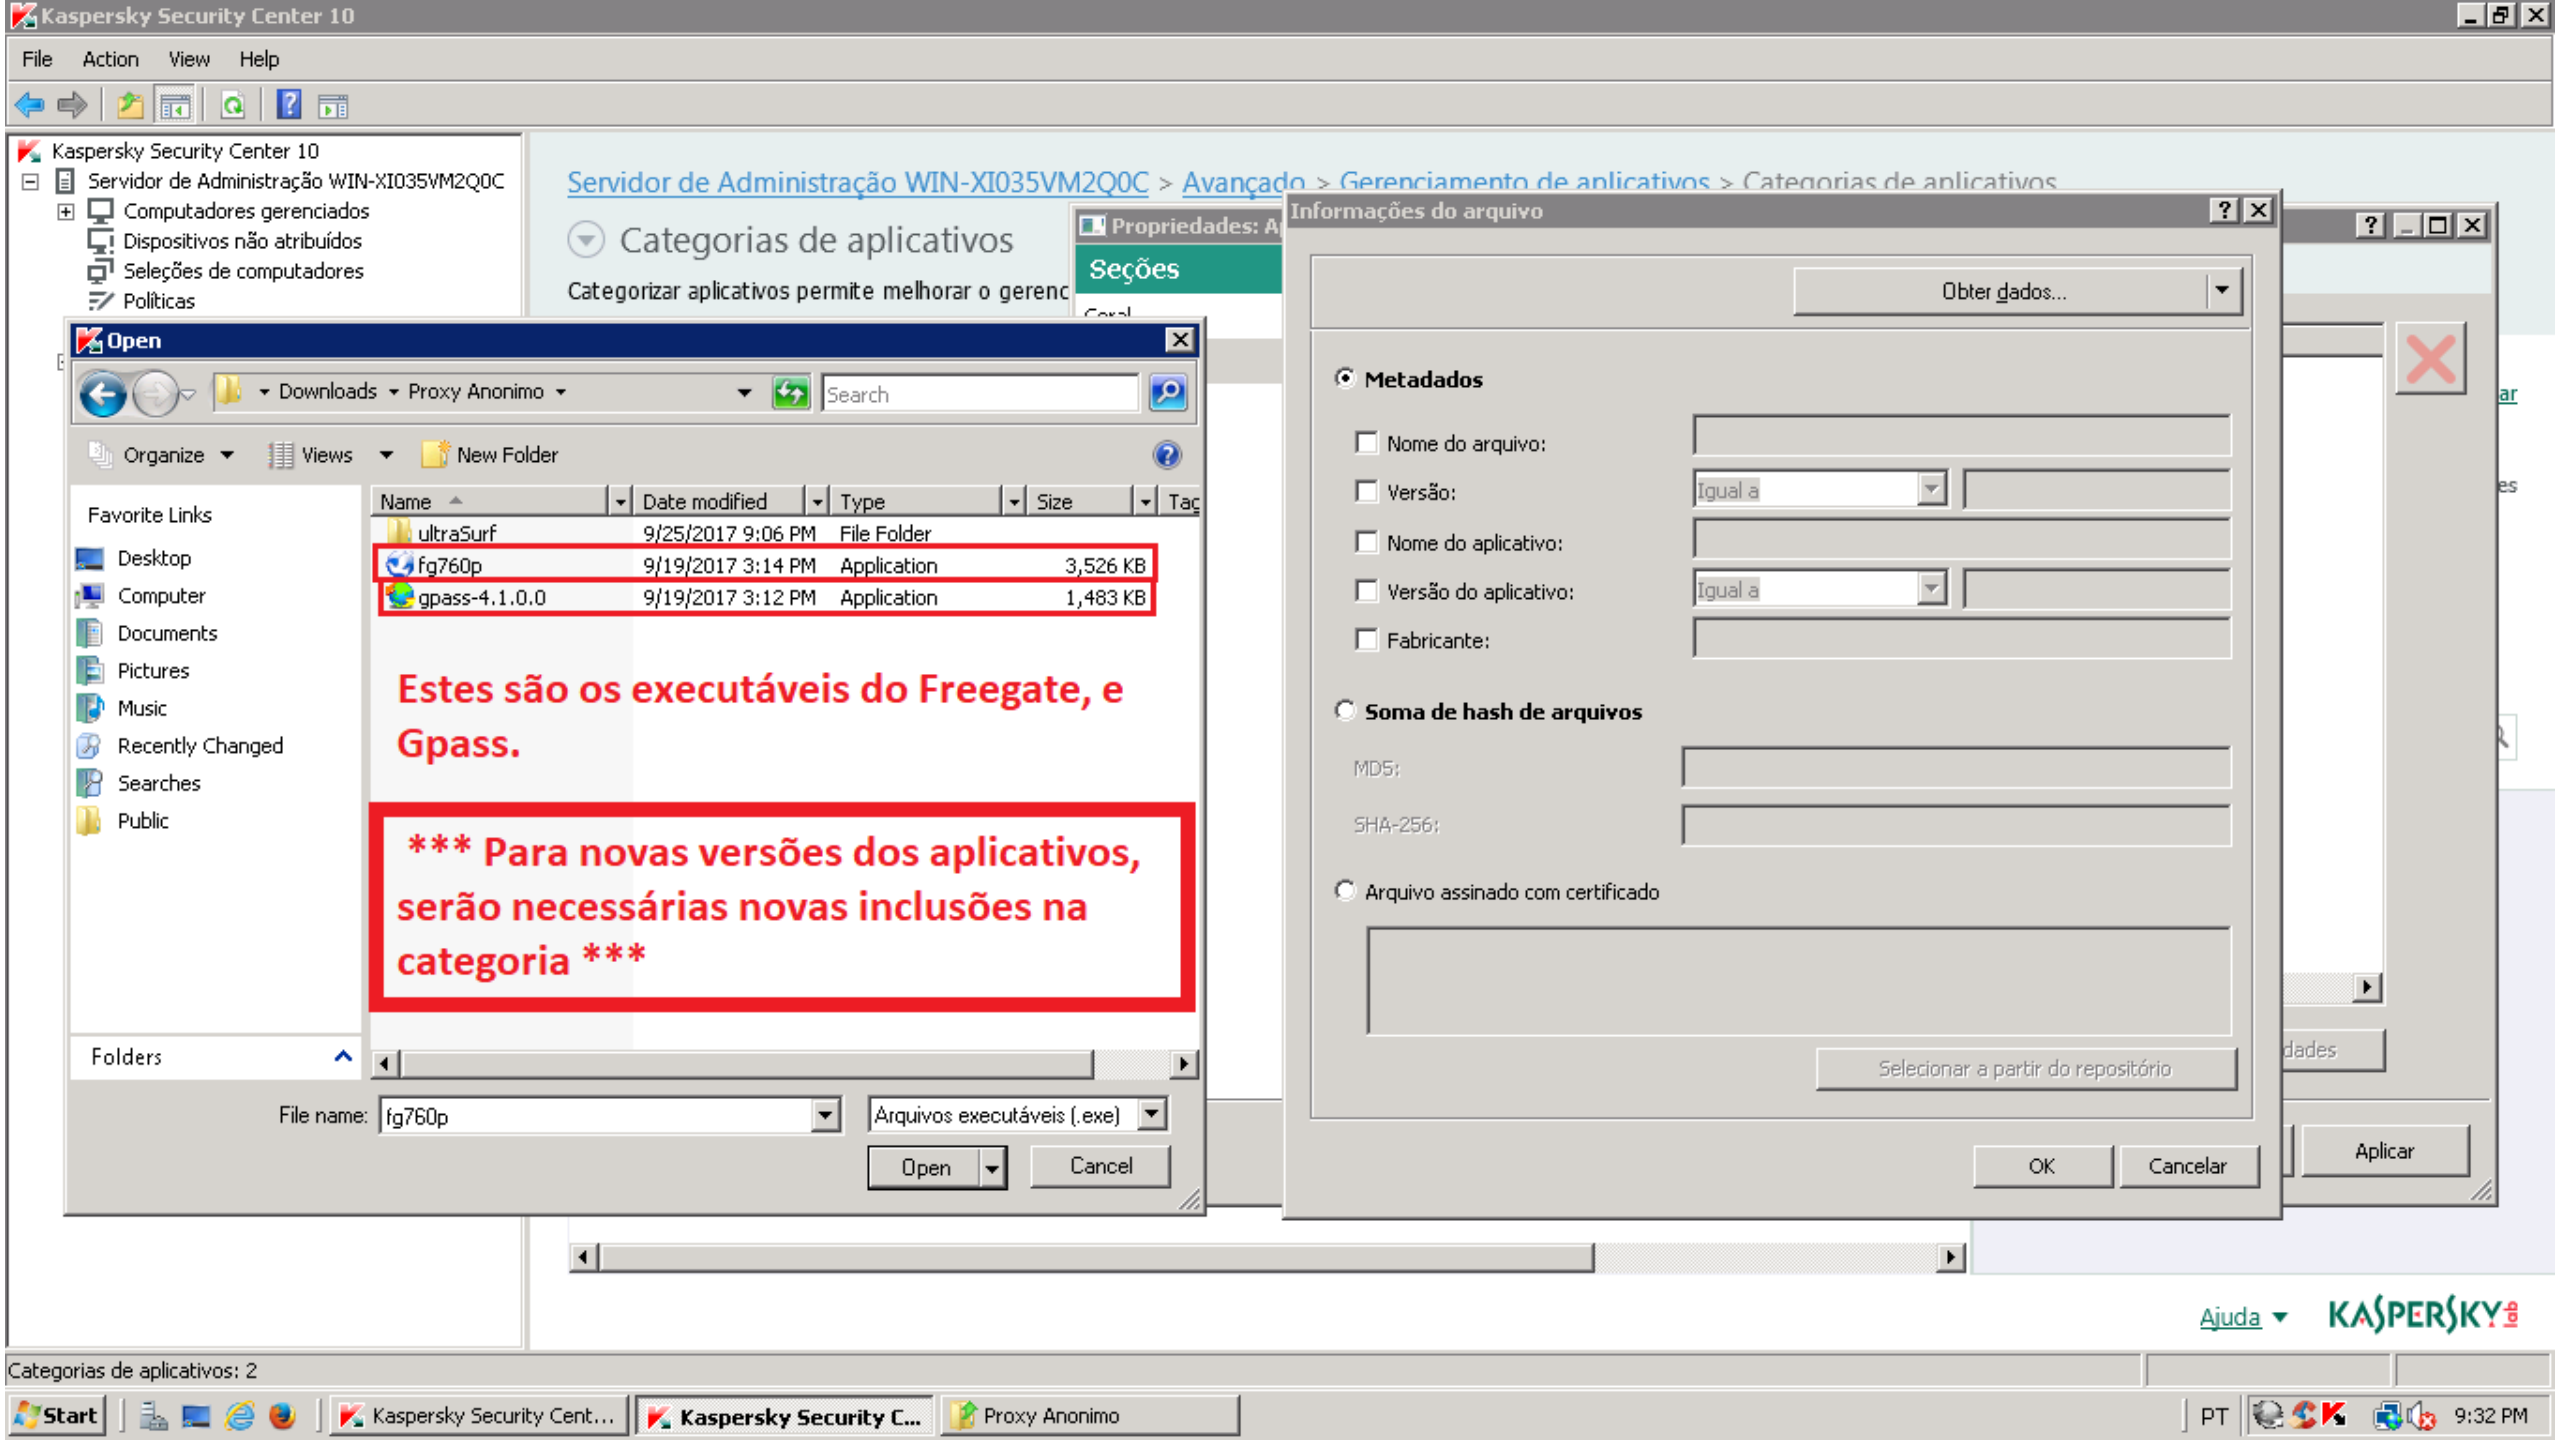 Kaspersky Security Center 10
File Action View Help
Kaspersky Security Center 10
Servidor de Administração WIN-XI035VM2Q0C
Computadores gerenciados
Dispositivos não atribuídos
Seleções de computadores
Políticas
Servidor de Administração WIN-XI035VM2Q0C > Avançado > Gerenciamento de aplicativos > Categorias de aplicativos
Categorias de aplicativos
Categorizar aplicativos permite melhorar o gerenc
Propriedades: A
Seções
Geral
ar
es
dades
Aplicar
Open
Downloads Proxy Anonimo
Search
Organize Views New Folder
Favorite Links
Desktop
Computer
Documents
Pictures
Music
Recently Changed
Searches
Public
Folders
Name Date modified Type Size Tag
ultraSurf 9/25/2017 9:06 PM File Folder
fg760p 9/19/2017 3:14 PM Application 3,526 KB
gpass-4.1.0.0 9/19/2017 3:12 PM Application 1,483 KB
Estes são os executáveis do Freegate, e
Gpass.
*** Para novas versões dos aplicativos,
serão necessárias novas inclusões na
categoria ***
File name: fg760p Arquivos executáveis (.exe)
Open Cancel
Informações do arquivo
Obter dados...
Metadados
Nome do arquivo:
Versão: Igual a
Nome do aplicativo:
Versão do aplicativo: Igual a
Fabricante:
Soma de hash de arquivos
MD5:
SHA-256:
Arquivo assinado com certificado
Selecionar a partir do repositório
OK Cancelar
Ajuda KASPERSKY lab
Categorias de aplicativos: 2
Start Kaspersky Security Cent... Kaspersky Security C... Proxy Anonimo PT 9:32 PM